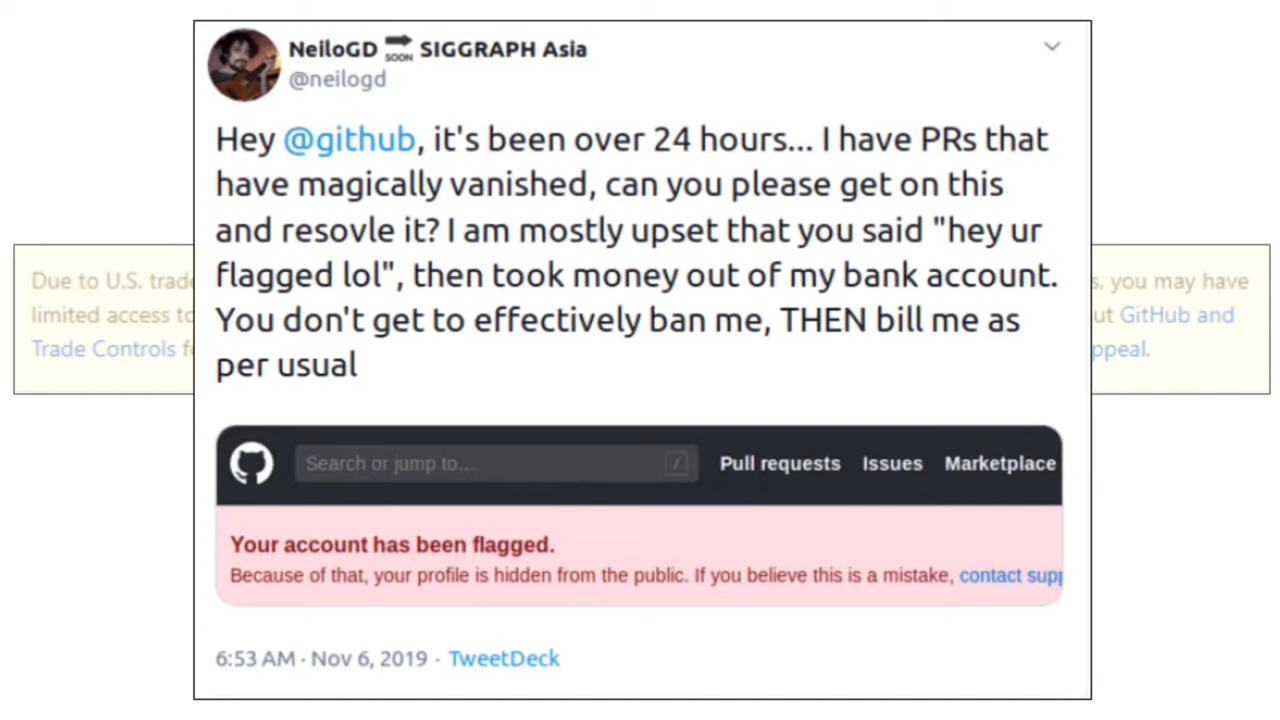 NeiloGD SOON SIGGRAPH Asia
@neilogd
Hey @github, it's been over 24 hours... I have PRs that
have magically vanished, can you please get on this
and resovle it? I am mostly upset that you said "hey ur
flagged lol", then took money out of my bank account.
You don't get to effectively ban me, THEN bill me as
per usual
Due to U.S. trade
limited access to
Trade Controls
s, you may have
ut GitHub and
ppeal.
Search or jump to... /
Pull requests Issues Marketplace
Your account has been flagged.
Because of that, your profile is hidden from the public. If you believe this is a mistake, contact supp
6:53 AM · Nov 6, 2019 · TweetDeck